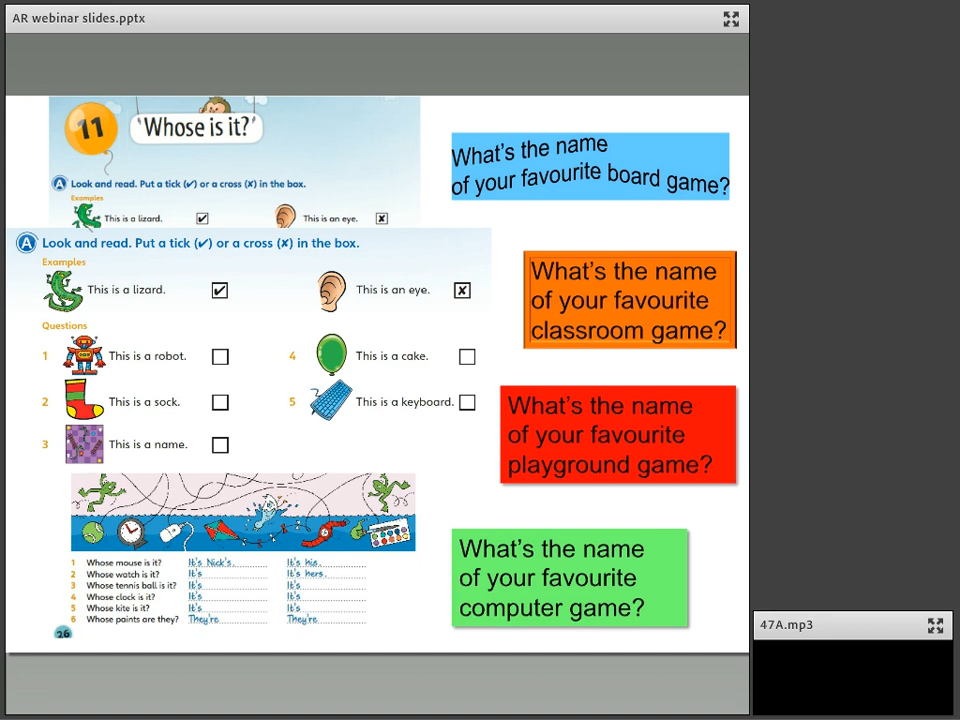 AR webinar slides.pptx
11
'Whose is it?'
A Look and read. Put a tick (✔) or a cross (✘) in the box.
Examples
This is a lizard. ✔ This is an eye. ✘
A Look and read. Put a tick (✔) or a cross (✘) in the box.
Examples
This is a lizard. ✔ This is an eye. ✘
Questions
1 This is a robot. 4 This is a cake.
2 This is a sock. 5 This is a keyboard.
3 This is a name.
1 Whose mouse is it? It's Nick's. It's his.
2 Whose watch is it? It's It's hers.
3 Whose tennis ball is it? It's It's
4 Whose clock is it? It's It's
5 Whose kite is it? It's It's
6 Whose paints are they? They're They're
26
What's the name
of your favourite board game?
What's the name
of your favourite
classroom game?
What's the name
of your favourite
playground game?
What's the name
of your favourite
computer game?
47A.mp3